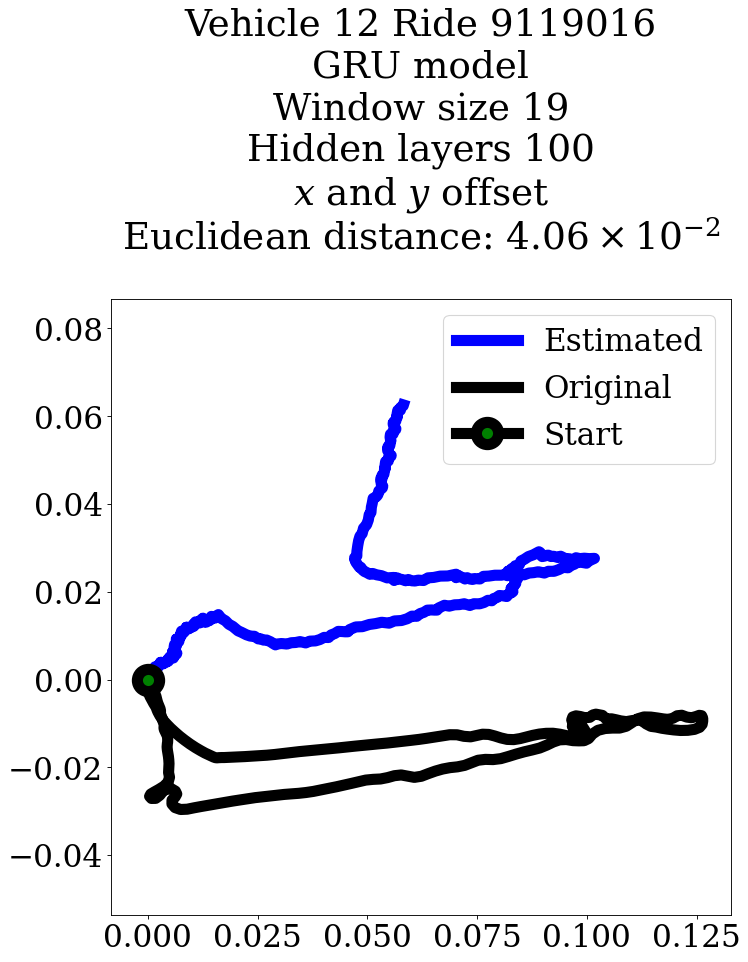 Vehicle 12 Ride 9119016
GRU model
Window size 19
Hidden layers 100
x and y offset
Euclidean distance: 4.06 × 10⁻²
Estimated
Original
Start
0.08
0.06
0.04
0.02
0.00
−0.02
−0.04
0.000 0.025 0.050 0.075 0.100 0.125